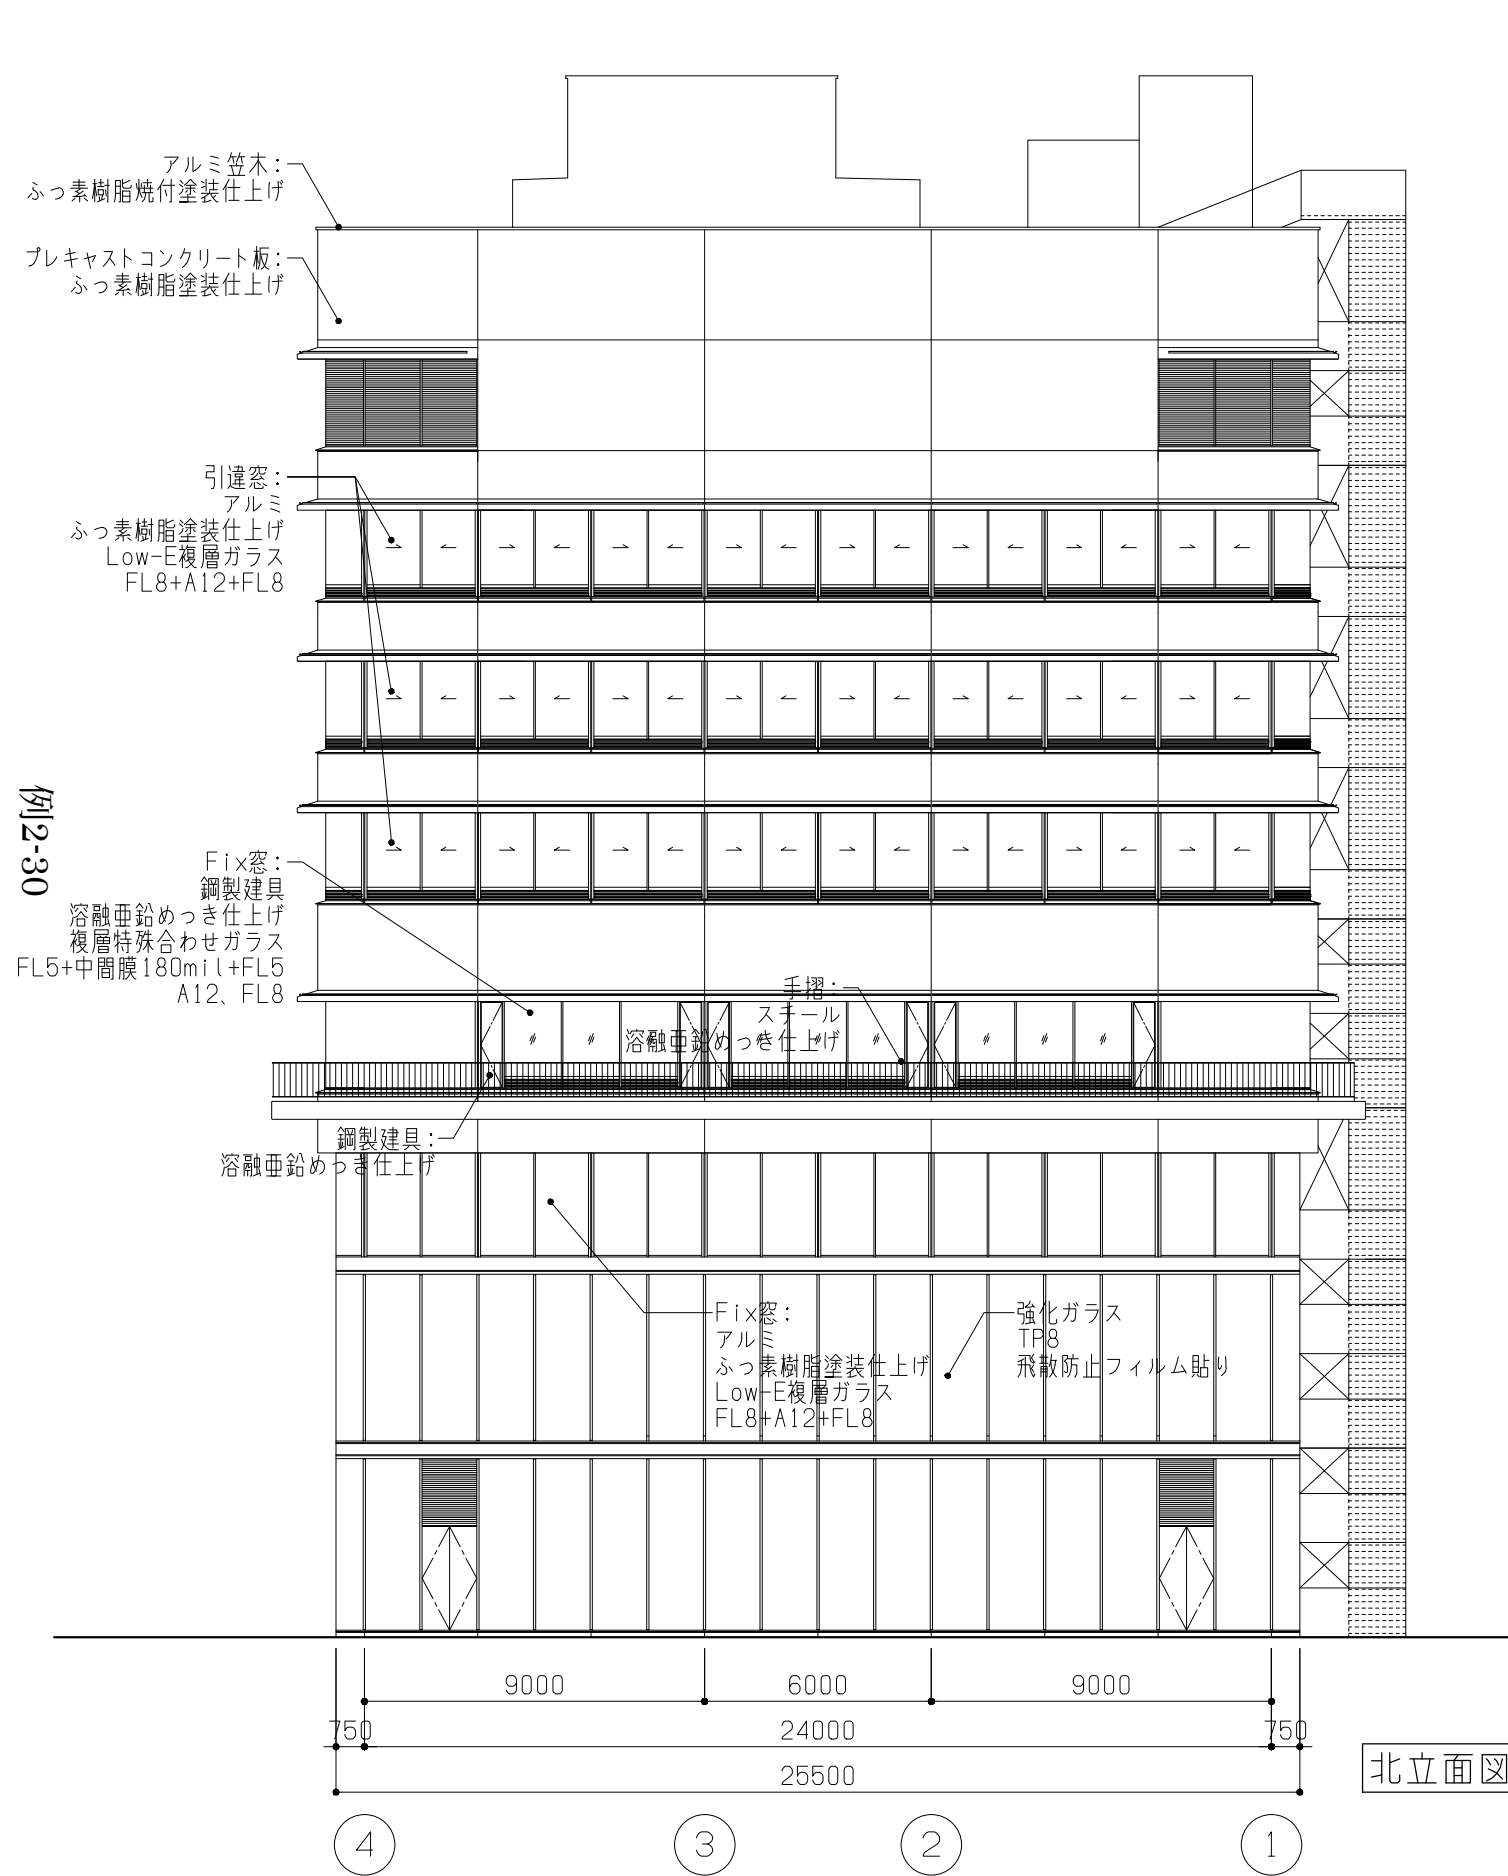 アルミ笠木：
ふっ素樹脂焼付塗装仕上げ
プレキャストコンクリート板：
ふっ素樹脂塗装仕上げ
引違窓：
アルミ
ふっ素樹脂塗装仕上げ
Low-E複層ガラス
FL8+A12+FL8
例2-30
Fix窓：
鋼製建具
溶融亜鉛めっき仕上げ
複層特殊合わせガラス
FL5+中間膜180mil+FL5
A12、FL8
手摺：
スチール
溶融亜鉛めっき仕上げ
鋼製建具：
溶融亜鉛めっき仕上げ
Fix窓：
アルミ
ふっ素樹脂塗装仕上げ
Low-E複層ガラス
FL8+A12+FL8
強化ガラス
TP8
飛散防止フィルム貼り
9000 6000 9000
750 24000 750
25500
北立面図
4 3 2 1